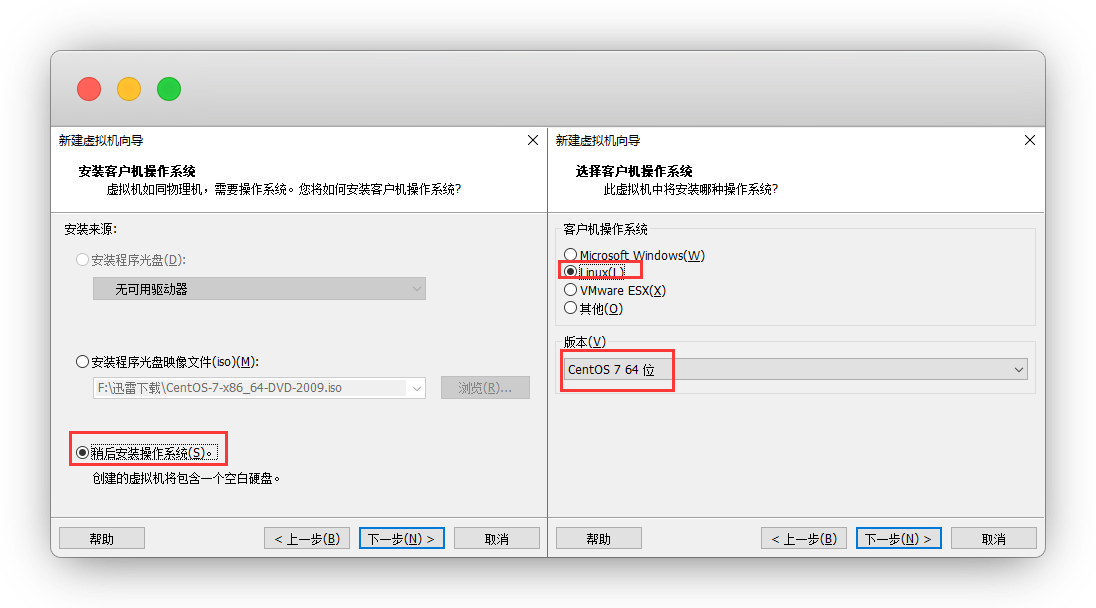 新建虚拟机向导
安装客户机操作系统
虚拟机如同物理机，需要操作系统。您将如何安装客户机操作系统?
安装来源:
安装程序光盘(D):
无可用驱动器
安装程序光盘映像文件(iso)(M):
F:\迅雷下载\CentOS-7-x86_64-DVD-2009.iso
浏览(R)...
稍后安装操作系统(S)。
创建的虚拟机将包含一个空白硬盘。
帮助
< 上一步(B)
下一步(N) >
取消
新建虚拟机向导
选择客户机操作系统
此虚拟机中将安装哪种操作系统?
客户机操作系统
Microsoft Windows(W)
Linux(L)
VMware ESX(X)
其他(O)
版本(V)
CentOS 7 64 位
帮助
< 上一步(B)
下一步(N) >
取消